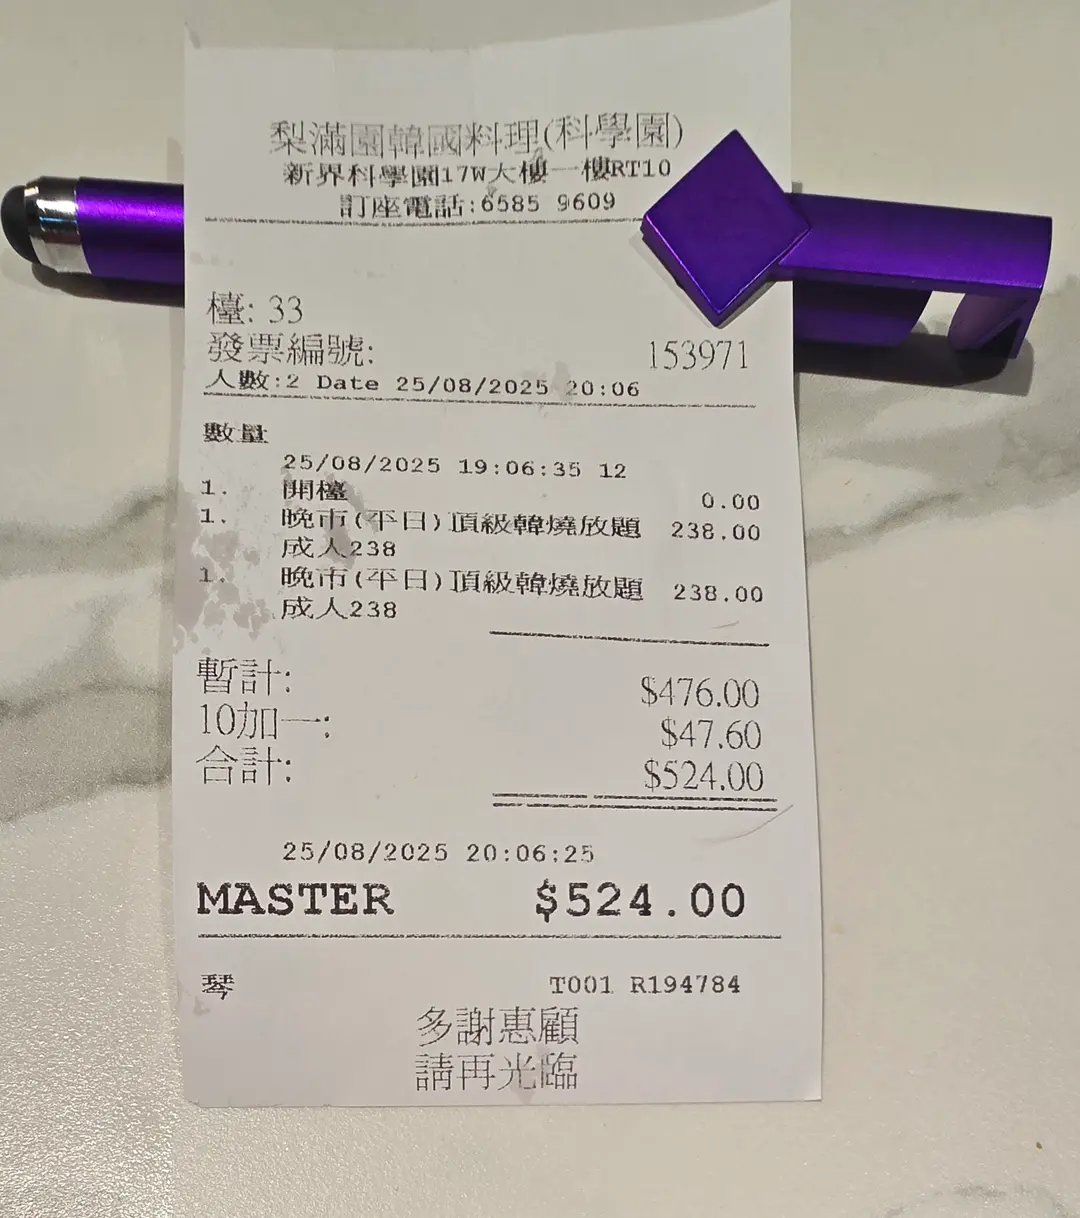 梨滿園韓國料理(科學園)
新界科學園17W大樓一樓RT10
訂座電話:6585 9609
檯: 33
發票編號: 153971
人數:2 Date 25/08/2025 20:06
數量
25/08/2025 19:06:35 12
1. 開檯 0.00
1. 晚市(平日)頂級韓燒放題 238.00
成人238
1. 晚市(平日)頂級韓燒放題 238.00
成人238
暫計: $476.00
10加一: $47.60
合計: $524.00
25/08/2025 20:06:25
MASTER $524.00
琴 T001 R194784
多謝惠顧
請再光臨